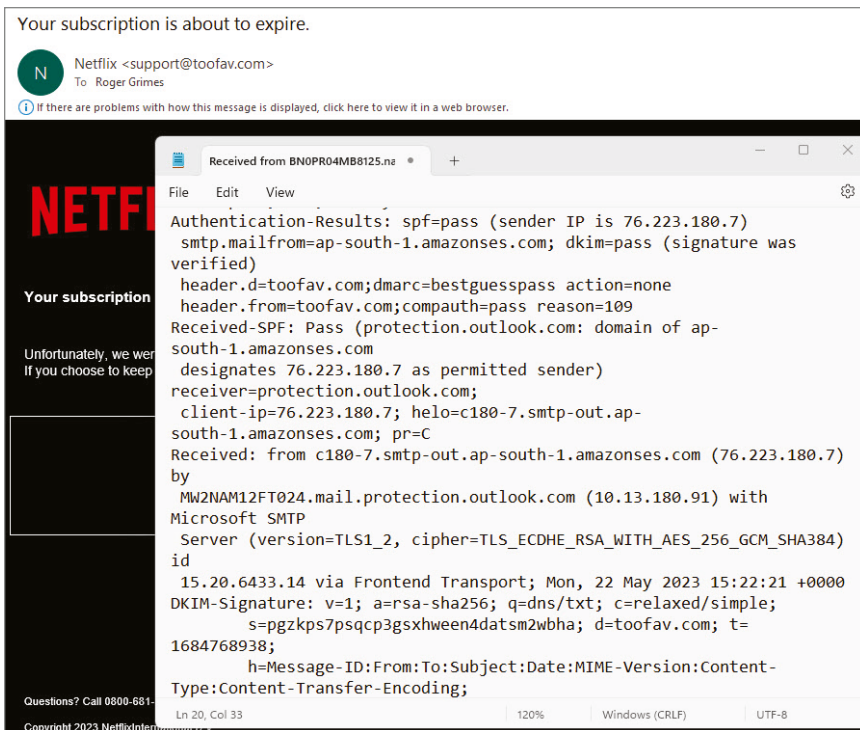 Your subscription is about to expire.
N
Netflix <support@toofav.com>
To Roger Grimes
If there are problems with how this message is displayed, click here to view it in a web browser.
Received from BN0PR04MB8125.na
File Edit View
NETF
Authentication-Results: spf=pass (sender IP is 76.223.180.7)
smtp.mailfrom=ap-south-1.amazonses.com; dkim=pass (signature was
verified)
header.d=toofav.com;dmarc=bestguesspass action=none
header.from=toofav.com;compauth=pass reason=109
Received-SPF: Pass (protection.outlook.com: domain of ap-
south-1.amazonses.com
designates 76.223.180.7 as permitted sender)
receiver=protection.outlook.com;
client-ip=76.223.180.7; helo=c180-7.smtp-out.ap-
south-1.amazonses.com; pr=C
Received: from c180-7.smtp-out.ap-south-1.amazonses.com (76.223.180.7)
by
MW2NAM12FT024.mail.protection.outlook.com (10.13.180.91) with
Microsoft SMTP
Server (version=TLS1_2, cipher=TLS_ECDHE_RSA_WITH_AES_256_GCM_SHA384)
id
15.20.6433.14 via Frontend Transport; Mon, 22 May 2023 15:22:21 +0000
DKIM-Signature: v=1; a=rsa-sha256; q=dns/txt; c=relaxed/simple;
s=pgzkps7psqcp3gsxhween4datsm2wbha; d=toofav.com; t=
1684768938;
h=Message-ID:From:To:Subject:Date:MIME-Version:Content-
Type:Content-Transfer-Encoding;
Ln 20, Col 33 120% Windows (CRLF) UTF-8
Your subscription
Unfortunately, we wer
If you choose to keep
Questions? Call 0800-681-
Copyright 2023 NetflixInter